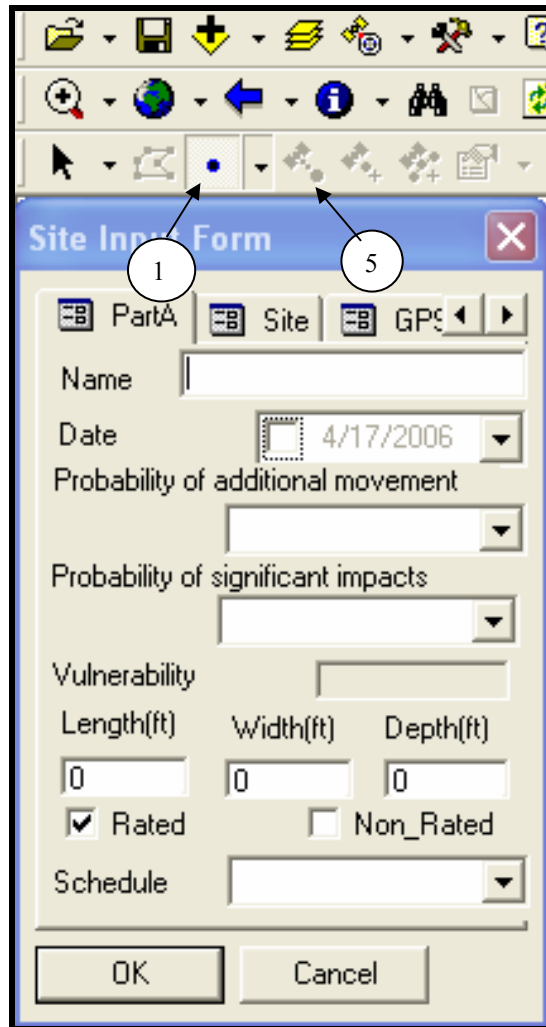 Site Input Form
1
5
PartA Site GPS
Name
Date 4/17/2006
Probability of additional movement
Probability of significant impacts
Vulnerability
Length(ft) Width(ft) Depth(ft)
0 0 0
Rated Non_Rated
Schedule
OK Cancel